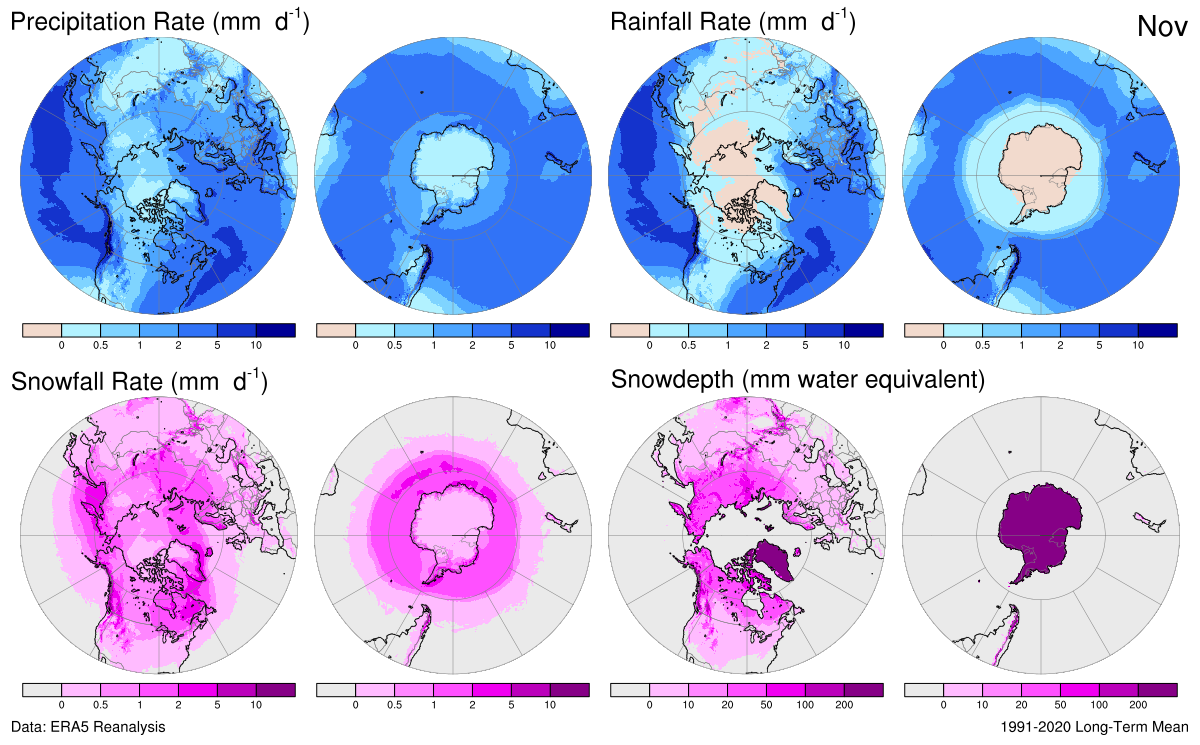 Precipitation Rate (mm d-1)
Rainfall Rate (mm d-1)
Nov
0 0.5 1 2 5 10
0 0.5 1 2 5 10
0 0.5 1 2 5 10
0 0.5 1 2 5 10
Snowfall Rate (mm d-1)
Snowdepth (mm water equivalent)
0 0.5 1 2 5 10
0 0.5 1 2 5 10
0 10 20 50 100 200
0 10 20 50 100 200
Data: ERA5 Reanalysis
1991-2020 Long-Term Mean